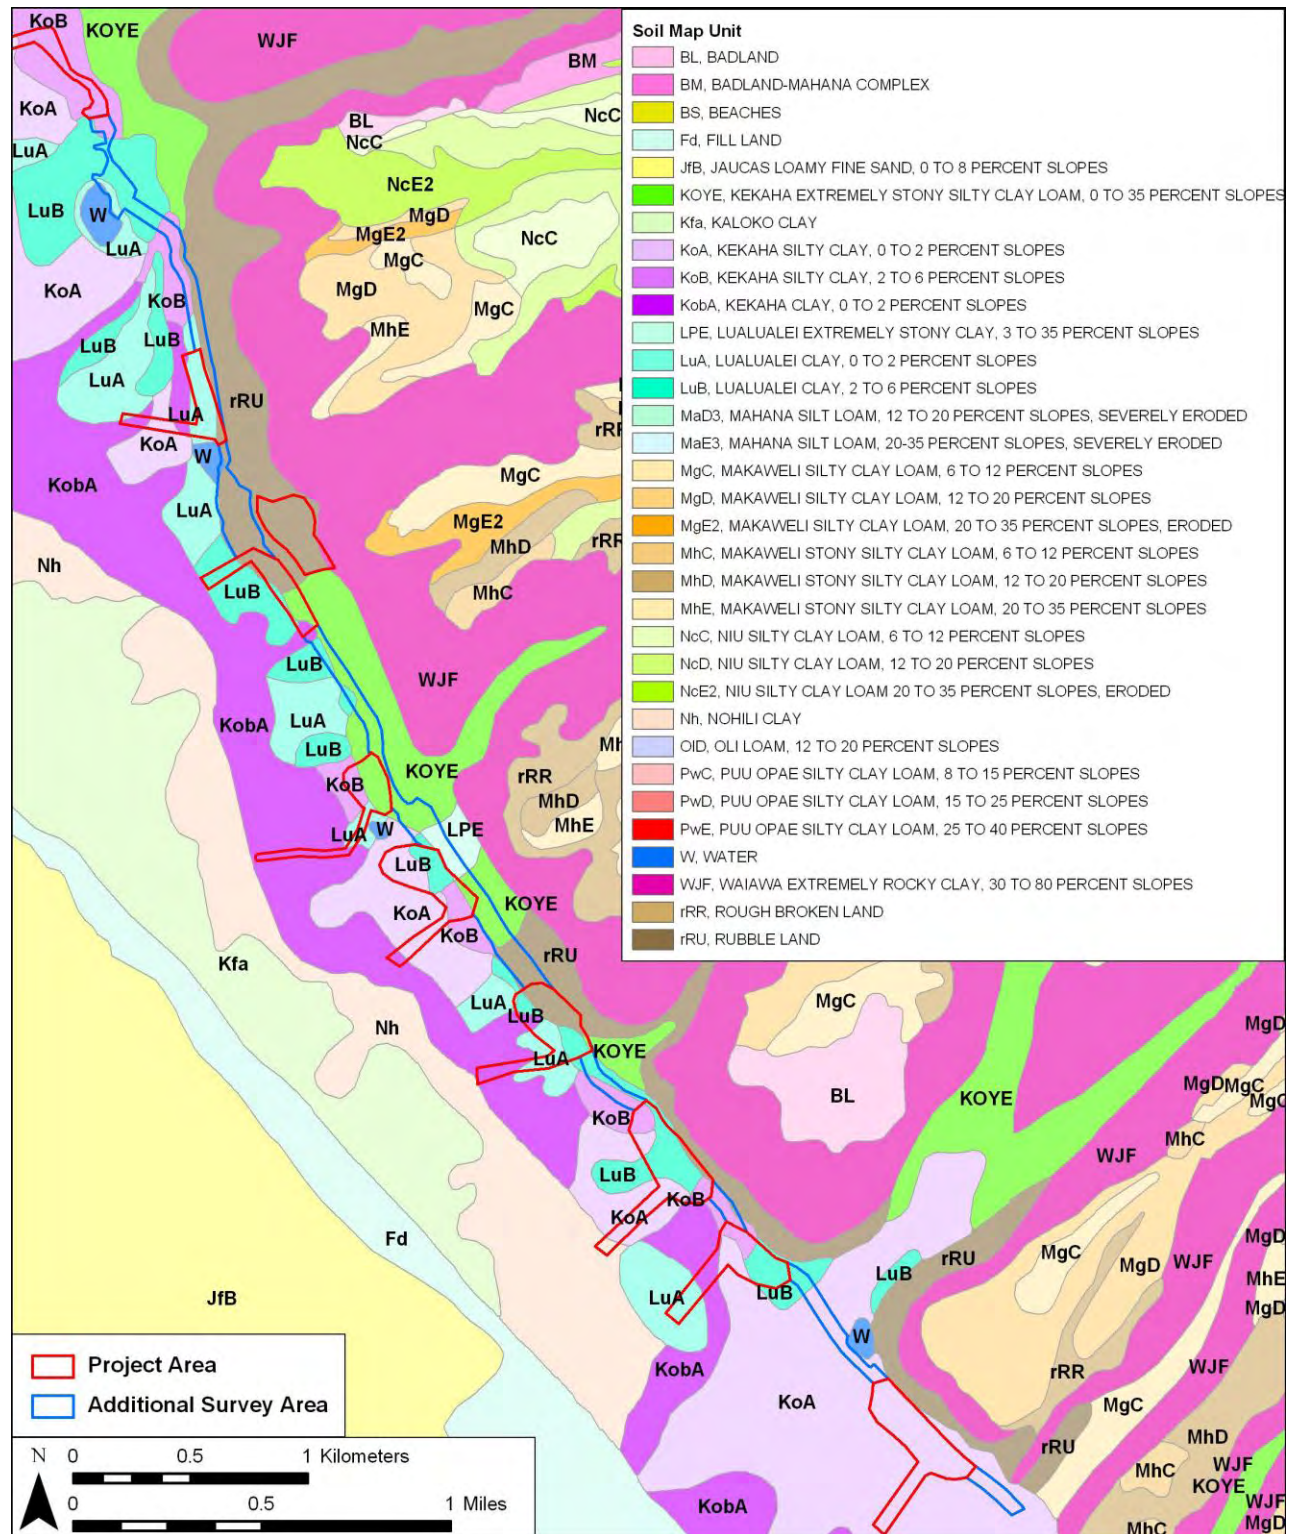 KoB
KOYE
WJF
BM
KoA
BL
NcC
NcC
LuA
NcE2
LuB
W
MgD
MgE2
NcC
LuA
MgC
KoA
KoB
MgD
MgC
MhE
LuB
LuB
LuA
rRU
LuA
KoA
W
MgC
KobA
LuA
MgE2
MhD
rRR
Nh
LuB
MhC
LuB
WJF
KobA
LuA
LuB
KOYE
rRR
KoB
MhD
LuA
W
LPE
MhE
LuB
KOYE
KoA
KoB
rRU
Kfa
LuA
LuB
MgC
Nh
MgD
LuA
KOYE
BL
KOYE
MgD
MgC
MgC
KoB
MhC
WJF
LuB
KoB
KoA
Fd
rRU
MgC
MgD
WJF
MgD
LuB
MhE
JfB
LuA
LuB
MgD
W
KobA
KoA
rRR
WJF
MgC
rRU
MhD
MhC
WJF
KOYE
KobA
WJF
MhC
MgD
Soil Map Unit
BL, BADLAND
BM, BADLAND-MAHANA COMPLEX
BS, BEACHES
Fd, FILL LAND
JfB, JAUCAS LOAMY FINE SAND, 0 TO 8 PERCENT SLOPES
KOYE, KEKAHA EXTREMELY STONY SILTY CLAY LOAM, 0 TO 35 PERCENT SLOPES
Kfa, KALOKO CLAY
KoA, KEKAHA SILTY CLAY, 0 TO 2 PERCENT SLOPES
KoB, KEKAHA SILTY CLAY, 2 TO 6 PERCENT SLOPES
KobA, KEKAHA CLAY, 0 TO 2 PERCENT SLOPES
LPE, LUALUALEI EXTREMELY STONY CLAY, 3 TO 35 PERCENT SLOPES
LuA, LUALUALEI CLAY, 0 TO 2 PERCENT SLOPES
LuB, LUALUALEI CLAY, 2 TO 6 PERCENT SLOPES
MaD3, MAHANA SILT LOAM, 12 TO 20 PERCENT SLOPES, SEVERELY ERODED
MaE3, MAHANA SILT LOAM, 20-35 PERCENT SLOPES, SEVERELY ERODED
MgC, MAKAWELI SILTY CLAY LOAM, 6 TO 12 PERCENT SLOPES
MgD, MAKAWELI SILTY CLAY LOAM, 12 TO 20 PERCENT SLOPES
MgE2, MAKAWELI SILTY CLAY LOAM, 20 TO 35 PERCENT SLOPES, ERODED
MhC, MAKAWELI STONY SILTY CLAY LOAM, 6 TO 12 PERCENT SLOPES
MhD, MAKAWELI STONY SILTY CLAY LOAM, 12 TO 20 PERCENT SLOPES
MhE, MAKAWELI STONY SILTY CLAY LOAM, 20 TO 35 PERCENT SLOPES
NcC, NIU SILTY CLAY LOAM, 6 TO 12 PERCENT SLOPES
NcD, NIU SILTY CLAY LOAM, 12 TO 20 PERCENT SLOPES
NcE2, NIU SILTY CLAY LOAM 20 TO 35 PERCENT SLOPES, ERODED
Nh, NOHILI CLAY
OlD, OLI LOAM, 12 TO 20 PERCENT SLOPES
PwC, PUU OPAE SILTY CLAY LOAM, 8 TO 15 PERCENT SLOPES
PwD, PUU OPAE SILTY CLAY LOAM, 15 TO 25 PERCENT SLOPES
PwE, PUU OPAE SILTY CLAY LOAM, 25 TO 40 PERCENT SLOPES
W, WATER
WJF, WAIAWA EXTREMELY ROCKY CLAY, 30 TO 80 PERCENT SLOPES
rRR, ROUGH BROKEN LAND
rRU, RUBBLE LAND
Project Area
Additional Survey Area
N 0 0.5 1 Kilometers
0 0.5 1 Miles